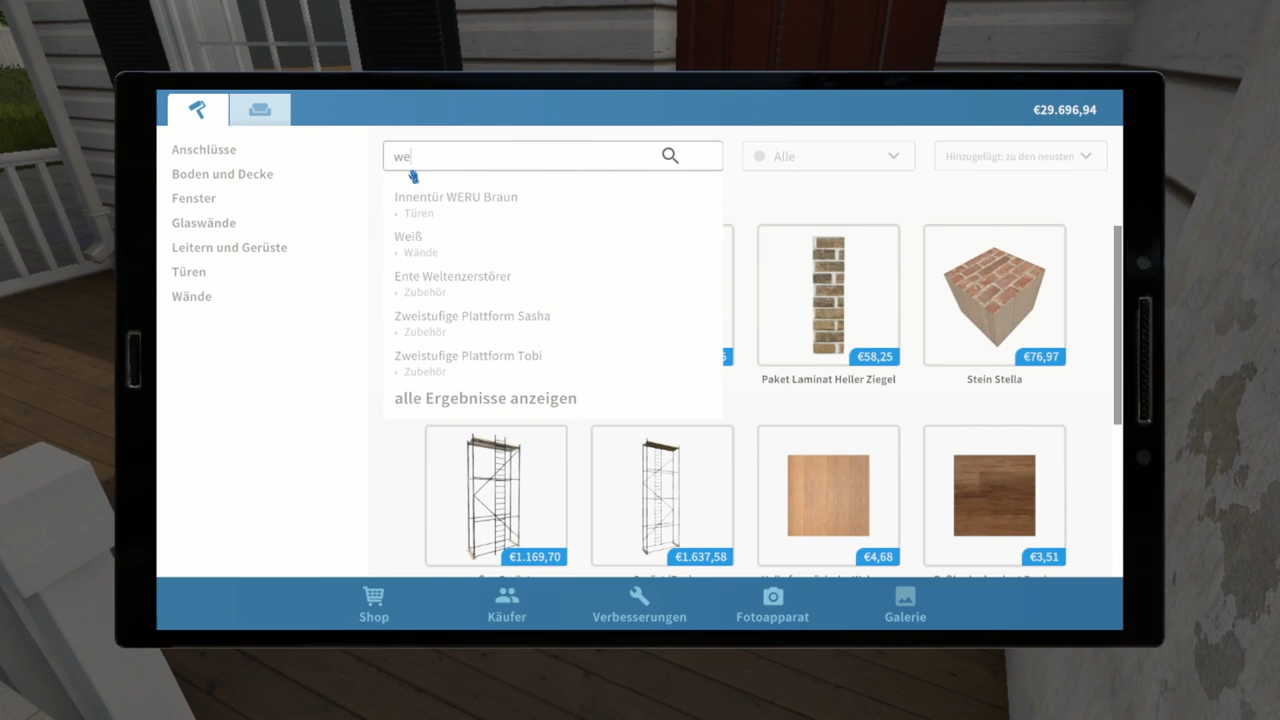 €29.696,94
Anschlüsse
Boden und Decke
Fenster
Glaswände
Leitern und Gerüste
Türen
Wände
we
Alle
Hinzugefügt: zu den neusten
Innentür WERU Braun
• Türen
Weiß
• Wände
Ente Weltenzerstörer
• Zubehör
Zweistufige Plattform Sasha
• Zubehör
Zweistufige Plattform Tobi
• Zubehör
alle Ergebnisse anzeigen
€58,25
€76,97
Paket Laminat Heller Ziegel
Stein Stella
€1.169,70
€1.637,58
€4,68
€3,51
Shop
Käufer
Verbesserungen
Fotoapparat
Galerie